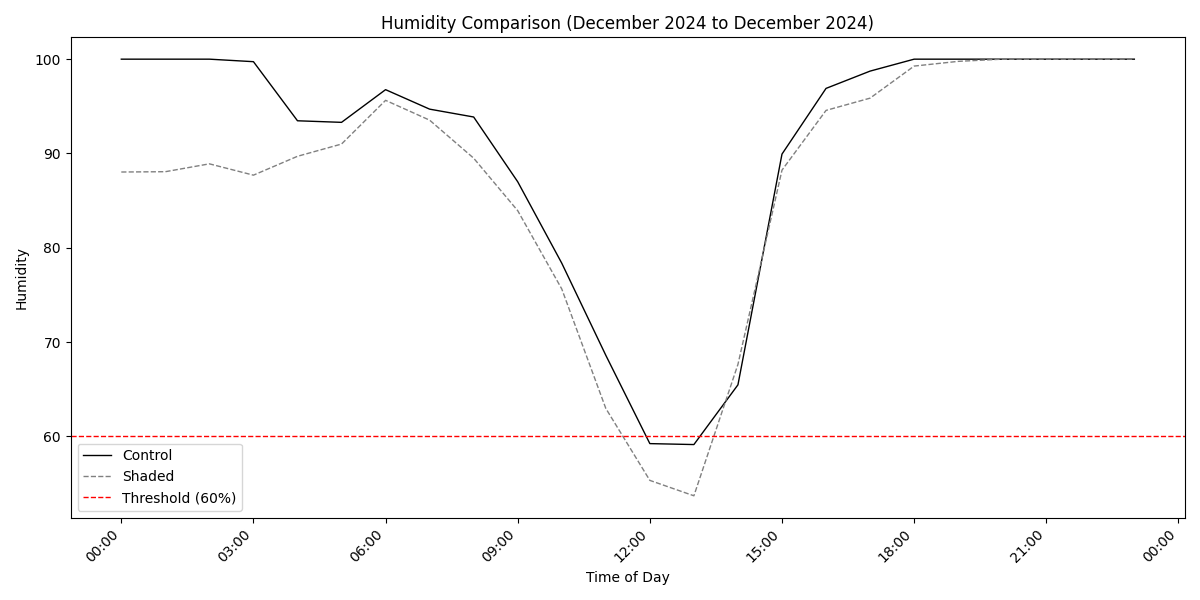 Humidity Comparison (December 2024 to December 2024)
100
90
80
70
60
Humidity
Control
Shaded
Threshold (60%)
00:00
03:00
06:00
09:00
12:00
15:00
18:00
21:00
00:00
Time of Day